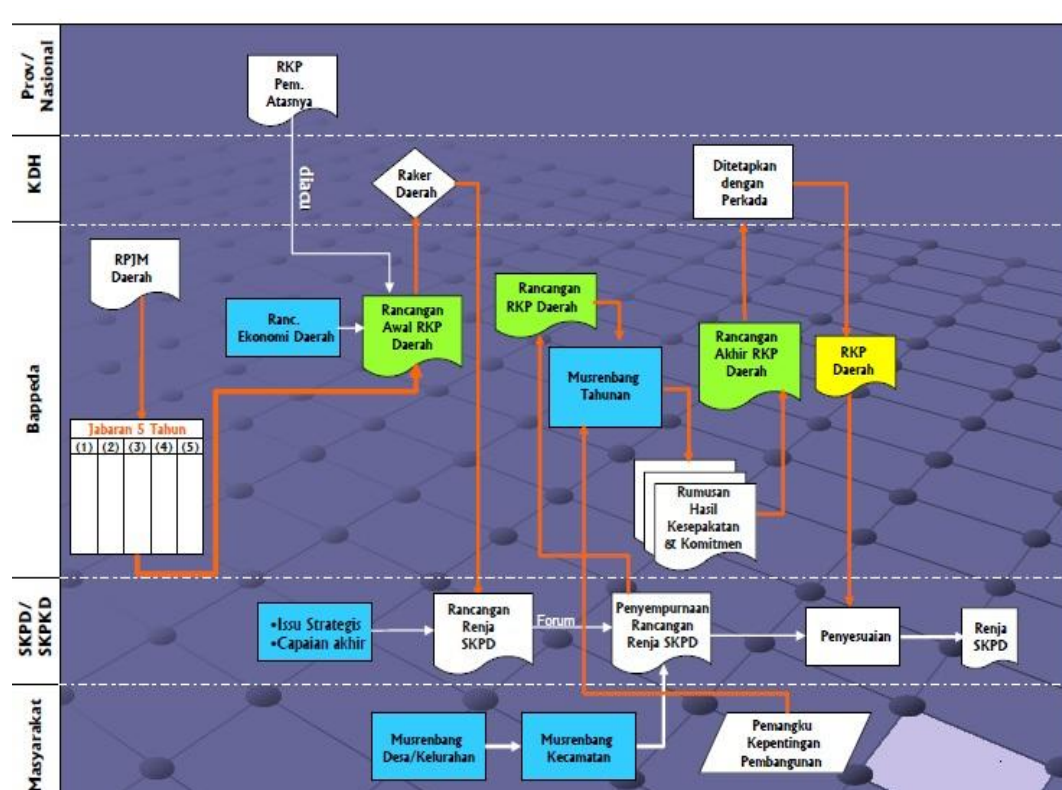 Prov/
Nasional
RKP
Pem.
Atasnya
diacu
KDH
Raker
Daerah
Ditetapkan
dengan
Perkada
Bappeda
RPJM
Daerah
Ranc.
Ekonomi Daerah
Rancangan
Awal RKP
Daerah
Rancangan
RKP Daerah
Musrenbang
Tahunan
Rancangan
Akhir RKP
Daerah
RKP
Daerah
Jabaran 5 Tahun
(1) (2) (3) (4) (5)
Rumusan
Hasil
Kesepakatan
& Komitmen
SKPD/
SKPKD
•Issu Strategis
•Capaian akhir
Rancangan
Renja
SKPD
Forum
Penyempurnaan
Rancangan
Renja SKPD
Penyesuaian
Renja
SKPD
Masyarakat
Musrenbang
Desa/Kelurahan
Musrenbang
Kecamatan
Pemangku
Kepentingan
Pembangunan